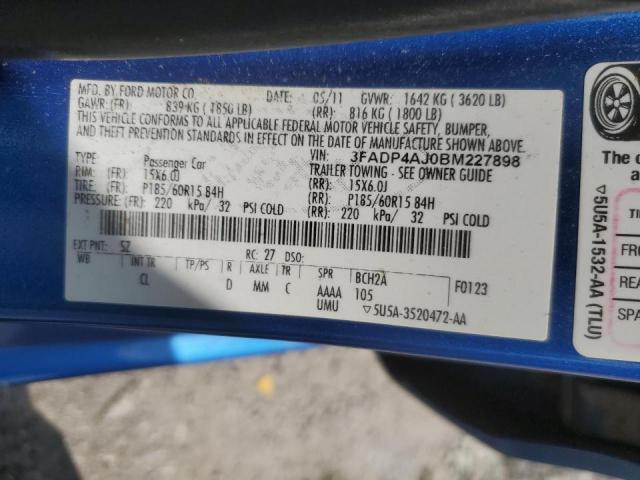 MFD. BY FORD MOTOR CO.
DATE: 05/11 GVWR: 1642 KG ( 3620 LB)
GAWR: (FR) 839 KG ( 1850 LB) (RR): 816 KG ( 1800 LB)
THIS VEHICLE CONFORMS TO ALL APPLICABLE FEDERAL MOTOR VEHICLE SAFETY, BUMPER,
AND THEFT PREVENTION STANDARDS IN EFFECT ON THE DATE OF MANUFACTURE SHOWN ABOVE.
VIN: 3FADP4AJ0BM227898
TYPE: Passenger Car TRAILER TOWING - SEE OWNER GUIDE
RIM: (FR): 15X6.0J (RR): 15X6.0J
TIRE: (FR): P185/60R15 84H (RR): P185/60R15 84H
PRESSURE: (FR): 220 kPa/ 32 PSI COLD (RR): 220 kPa/ 32 PSI COLD
EXT PNT: SZ RC: 27 DSO:
WB INT TR TP/PS R AXLE TR SPR BCH2A
CL D MM C AAAA 105 F0123
UMU ▽5U5A-3520472-AA
The
are
▽5U5A-1532-AA (TLU)
FRO
REA
SPA